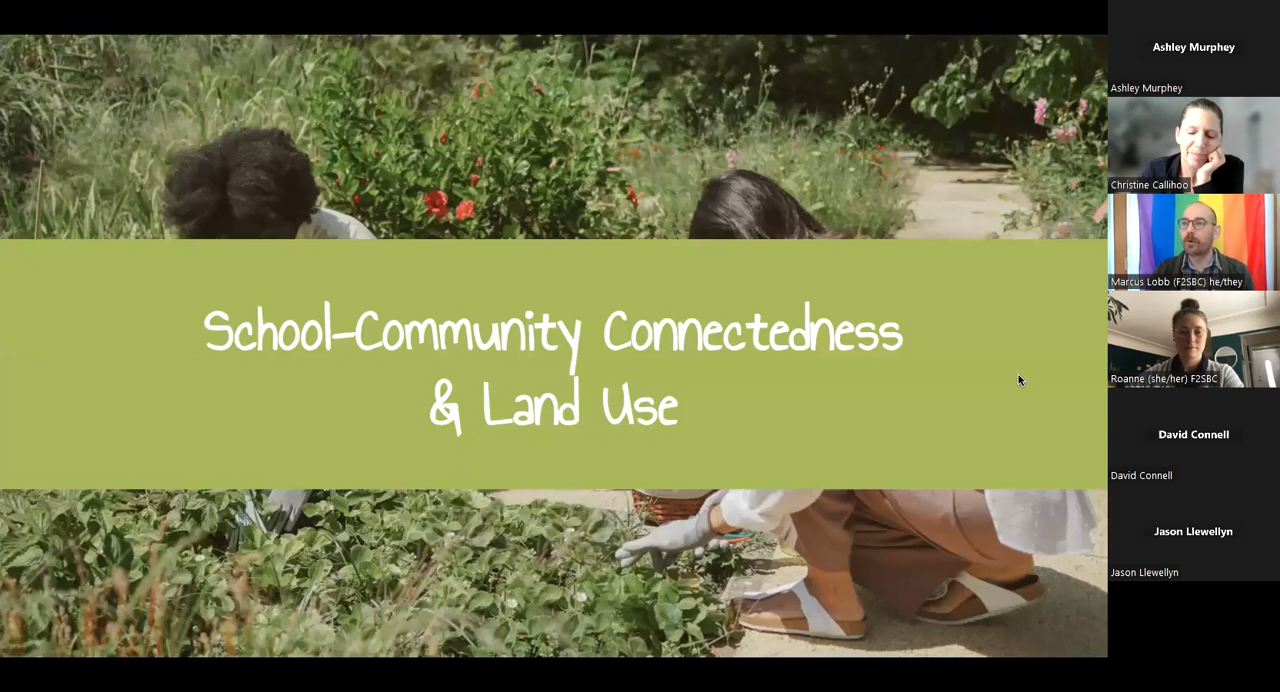 School-Community Connectedness
& Land Use
Ashley Murphey
Ashley Murphey
Christine Callihoo
Marcus Lobb (F2SBC) he/they
Roanne (she/her) F2SBC
David Connell
David Connell
Jason Llewellyn
Jason Llewellyn